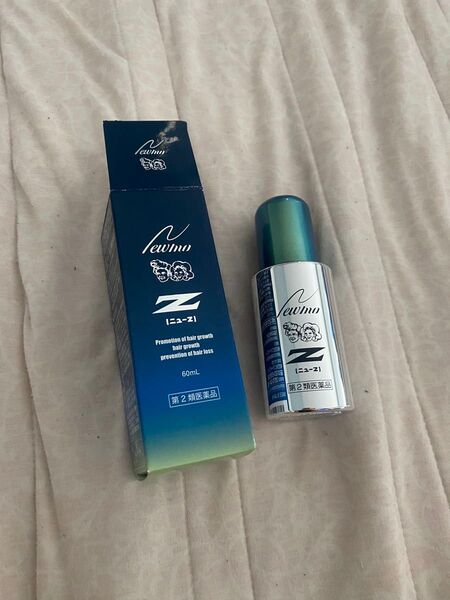 Newmo
Newmo
Z
[ニューZ]
Promotion of hair growth
hair growth
prevention of hair loss
60mL
第2類医薬品
Newmo
Z
[ニューZ]
第2類医薬品